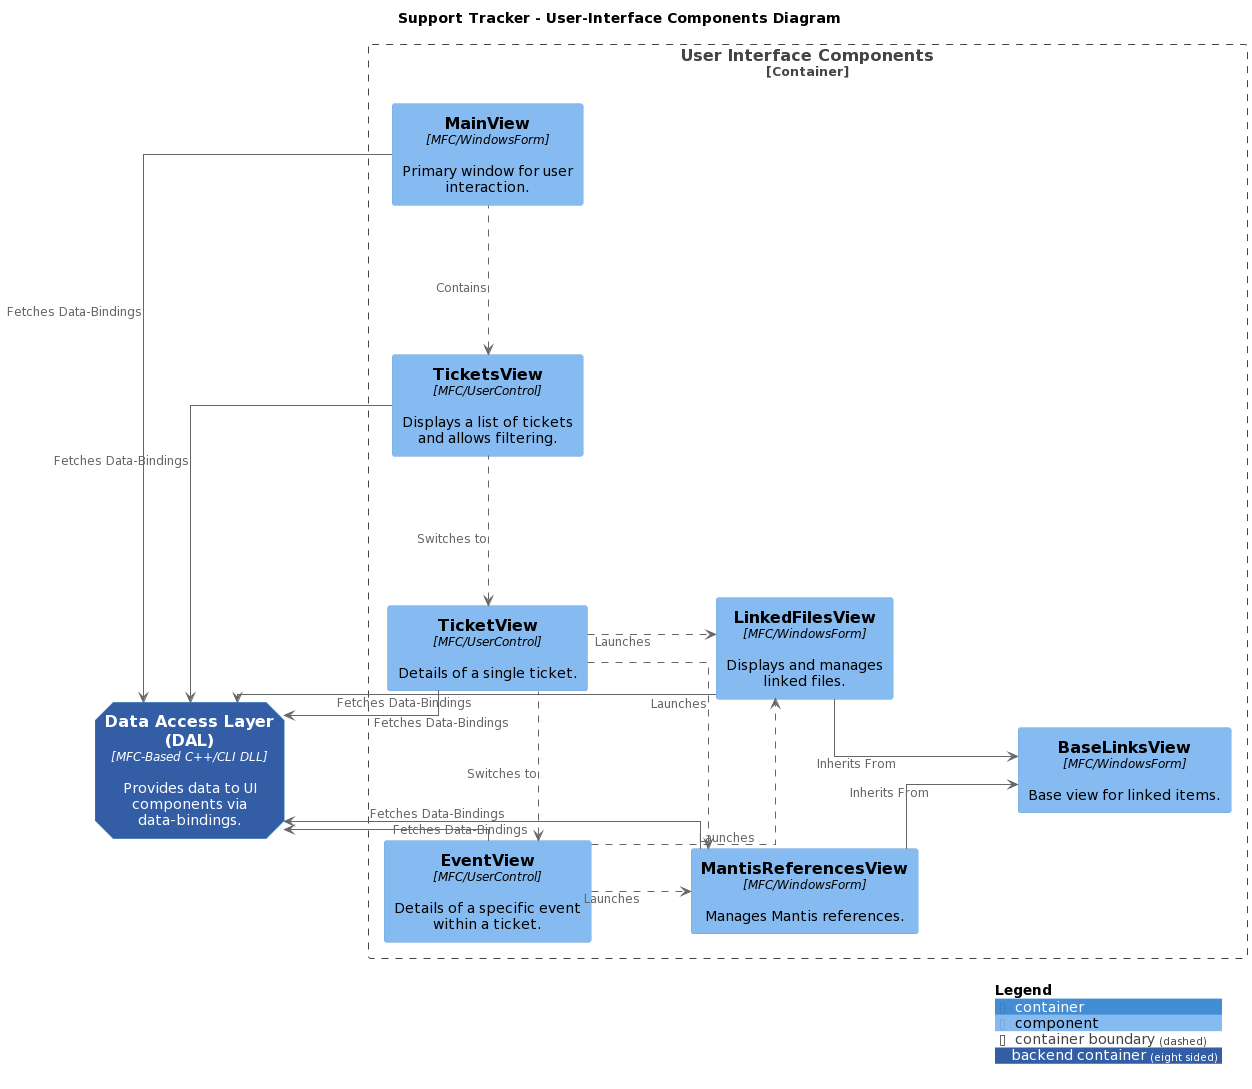 Support Tracker - User-Interface Components Diagram
User Interface Components
[Container]
MainView
[MFC/WindowsForm]
Primary window for user
interaction.
Contains
Fetches Data-Bindings
TicketsView
[MFC/UserControl]
Displays a list of tickets
and allows filtering.
Fetches Data-Bindings
Switches to
TicketView
[MFC/UserControl]
Details of a single ticket.
Launches
LinkedFilesView
[MFC/WindowsForm]
Displays and manages
linked files.
Fetches Data-Bindings
Launches
Fetches Data-Bindings
Data Access Layer
(DAL)
[MFC-Based C++/CLI DLL]
Provides data to UI
components via
data-bindings.
Switches to
Inherits From
BaseLinksView
[MFC/WindowsForm]
Base view for linked items.
Inherits From
Fetches Data-Bindings
Fetches Data-Bindings
Launches
EventView
[MFC/UserControl]
Details of a specific event
within a ticket.
Launches
MantisReferencesView
[MFC/WindowsForm]
Manages Mantis references.
Legend
container
component
container boundary (dashed)
backend container (eight sided)